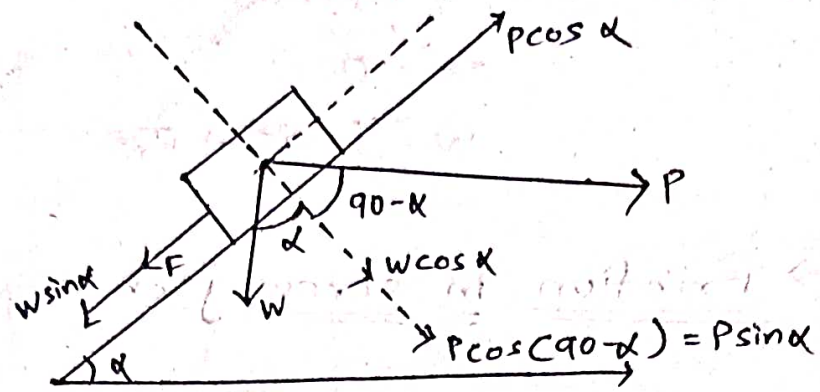 Pcos α
P
90-α
α
Wcos α
F
Wsinα
W
Pcos(90-α) = Psinα
α